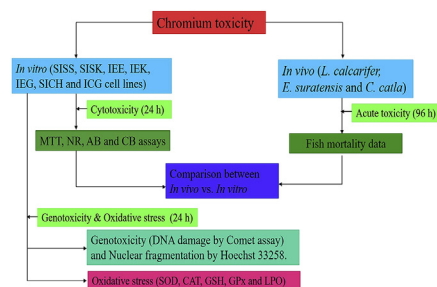 Chromium toxicity
In vitro (SISS, SISK, IEE, IEK,
IEG, SICH and ICG cell lines)
In vivo (L. calcarifer,
E. suratensis and C. catla)
Cytotoxicity (24 h)
Acute toxicity (96 h)
MTT, NR, AB and CB assays
Fish mortality data
Comparison between
In vivo vs. In vitro
Genotoxicity & Oxidative stress (24 h)
Genotoxicity (DNA damage by Comet assay)
and Nuclear fragmentation by Hoechst 33258.
Oxidative stress (SOD, CAT, GSH, GPx and LPO)